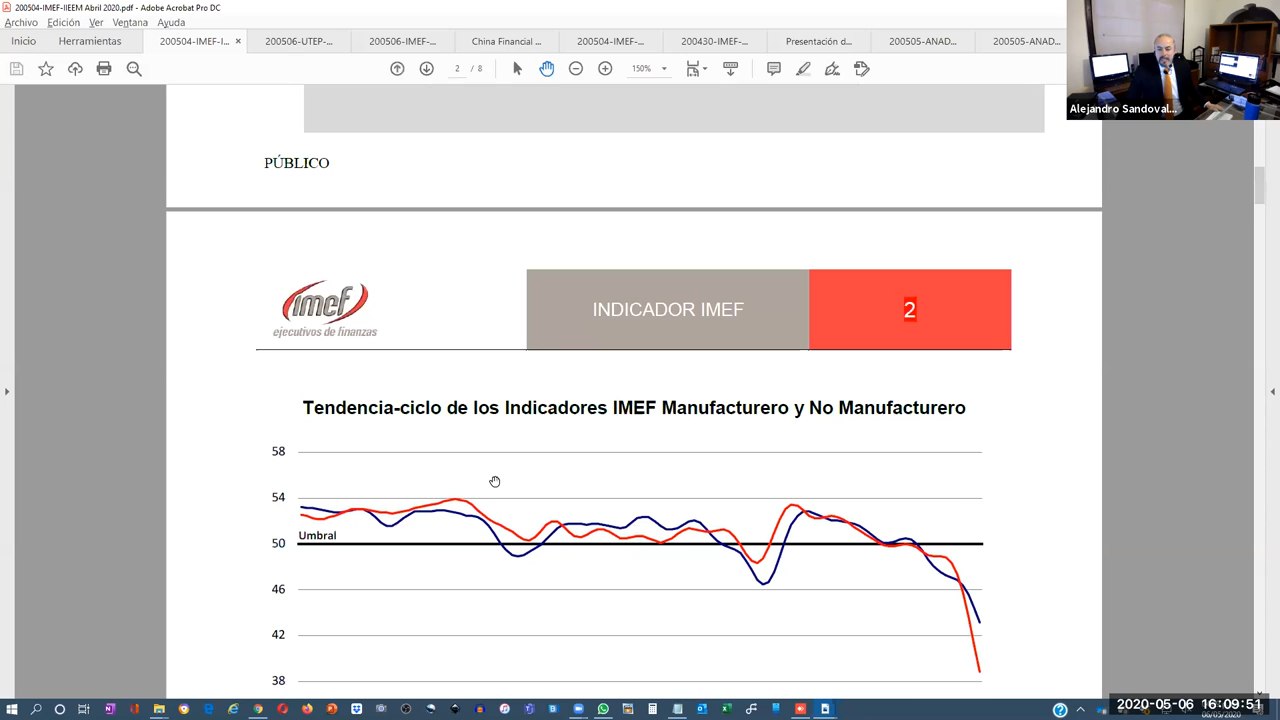 200504-IMEF-IIEEM Abril 2020.pdf - Adobe Acrobat Pro DC
Archivo Edición Ver Ventana Ayuda
Inicio Herramientas 200504-IMEF-I... × 200506-UTEP-... 200506-IMEF-... China Financial ... 200504-IMEF-... 200430-IMEF-... Presentación d... 200505-ANAD... 200505-ANAD...
2 / 8 150%
Alejandro Sandoval...
PÚBLICO
imef
ejecutivos de finanzas
INDICADOR IMEF
2
Tendencia-ciclo de los Indicadores IMEF Manufacturero y No Manufacturero
58
54
Umbral
50
46
42
38
2020-05-06 16:09:51
06/05/2020